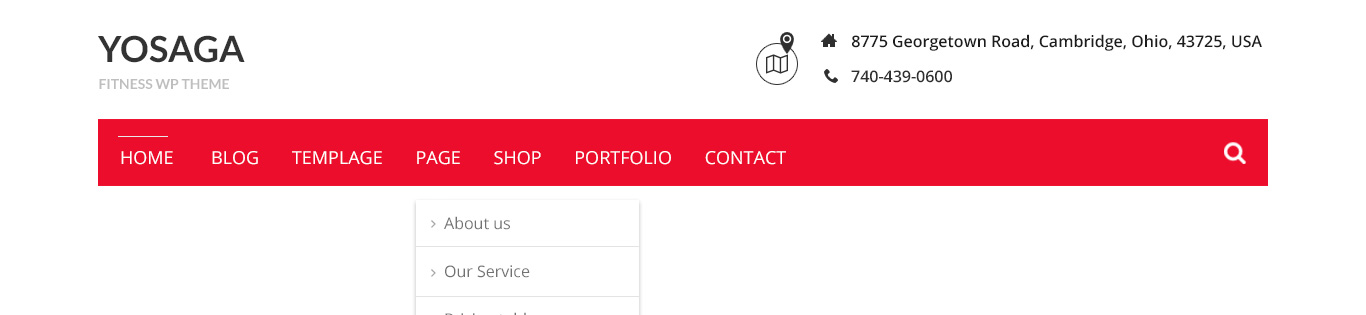 YOSAGA
FITNESS WP THEME
8775 Georgetown Road, Cambridge, Ohio, 43725, USA
740-439-0600
HOME BLOG TEMPLAGE PAGE SHOP PORTFOLIO CONTACT
About us
Our Service